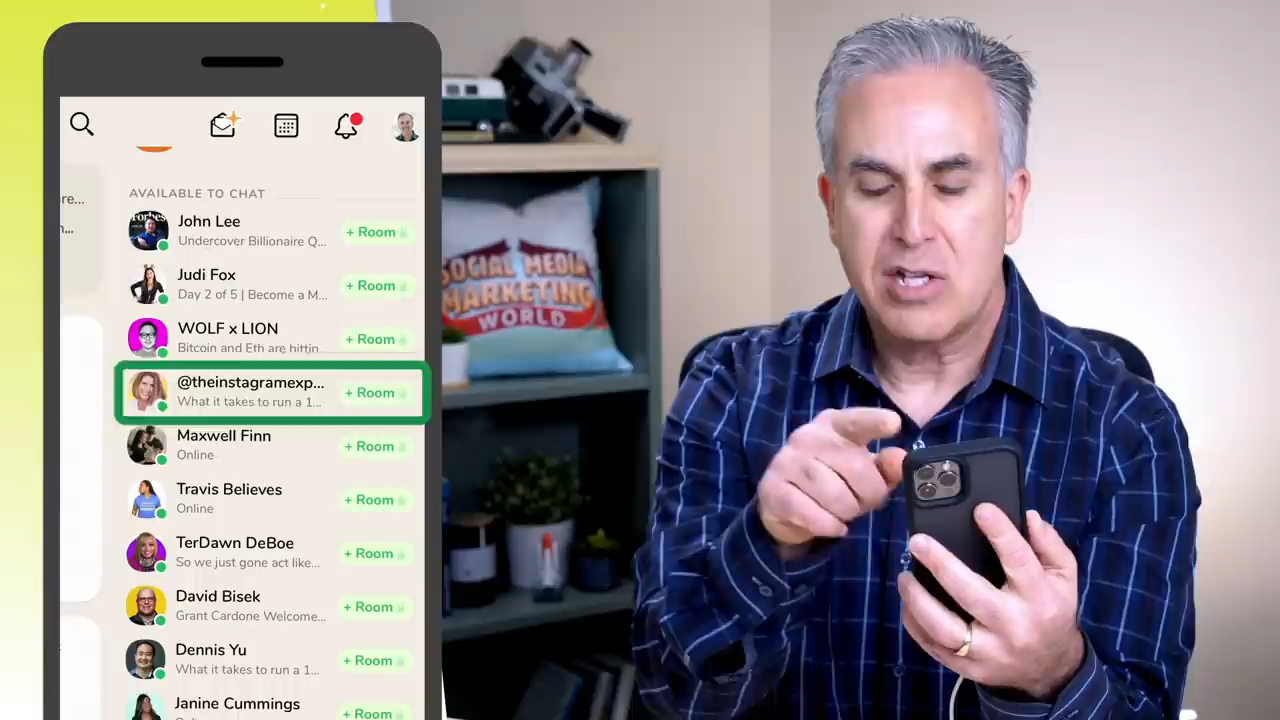 re...
AVAILABLE TO CHAT
Forbes
John Lee
Undercover Billionaire Q...
+ Room
Judi Fox
Day 2 of 5 | Become a M...
+ Room
WOLF x LION
Bitcoin and Eth are hittin
+ Room
@theinstagramexp...
What it takes to run a 1...
+ Room
Maxwell Finn
Online
+ Room
Travis Believes
Online
+ Room
TerDawn DeBoe
So we just gone act like...
+ Room
David Bisek
Grant Cardone Welcome...
+ Room
Dennis Yu
What it takes to run a 1...
+ Room
Janine Cummings
+ Room
SOCIAL MEDIA
MARKETING
WORLD